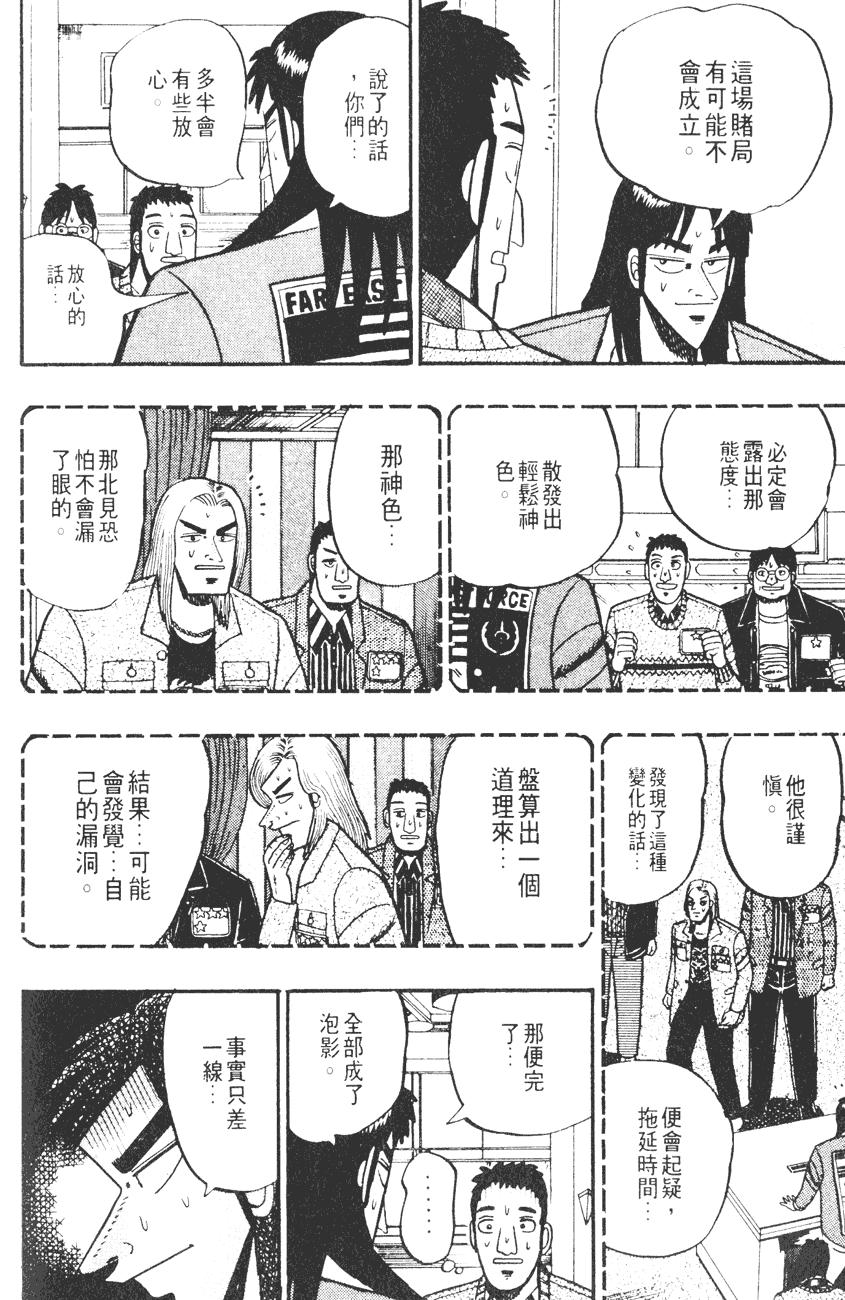 這場賭局
有可能不
會成立。
說了的話
，你們…
多半會
有些放
心。
放心的
話…
FAR EAST
必定會
露出那
態度…
散發出
輕鬆神
色。
那神色…
那北見恐
怕不會漏
了眼的。
他很謹
慎。
發現了這種
變化的話…
便會起疑，
拖延時間…
盤算出一個
道理來…
結果…可能
會發覺…自
己的漏洞。
那便完
了…
全部成了
泡影。
……
事實只差
一線…